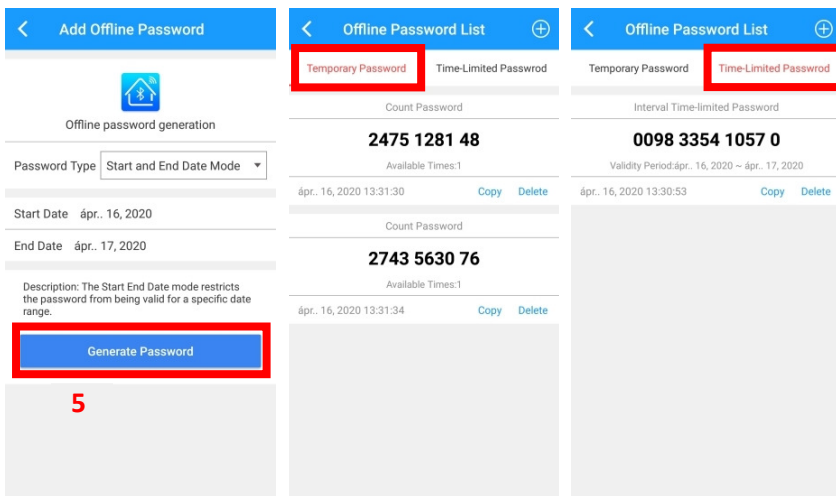 Add Offline Password
Offline password generation
Password Type Start and End Date Mode
Start Date ápr.. 16, 2020
End Date ápr.. 17, 2020
Description: The Start End Date mode restricts
the password from being valid for a specific date
range.
Generate Password
5
Offline Password List
Temporary Password Time-Limited Passwrod
Count Password
2475 1281 48
Available Times:1
ápr.. 16, 2020 13:31:30 Copy Delete
Count Password
2743 5630 76
Available Times:1
ápr.. 16, 2020 13:31:34 Copy Delete
Offline Password List
Temporary Password Time-Limited Passwrod
Interval Time-limited Password
0098 3354 1057 0
Validity Period:ápr.. 16, 2020 ~ ápr.. 17, 2020
ápr.. 16, 2020 13:30:53 Copy Delete